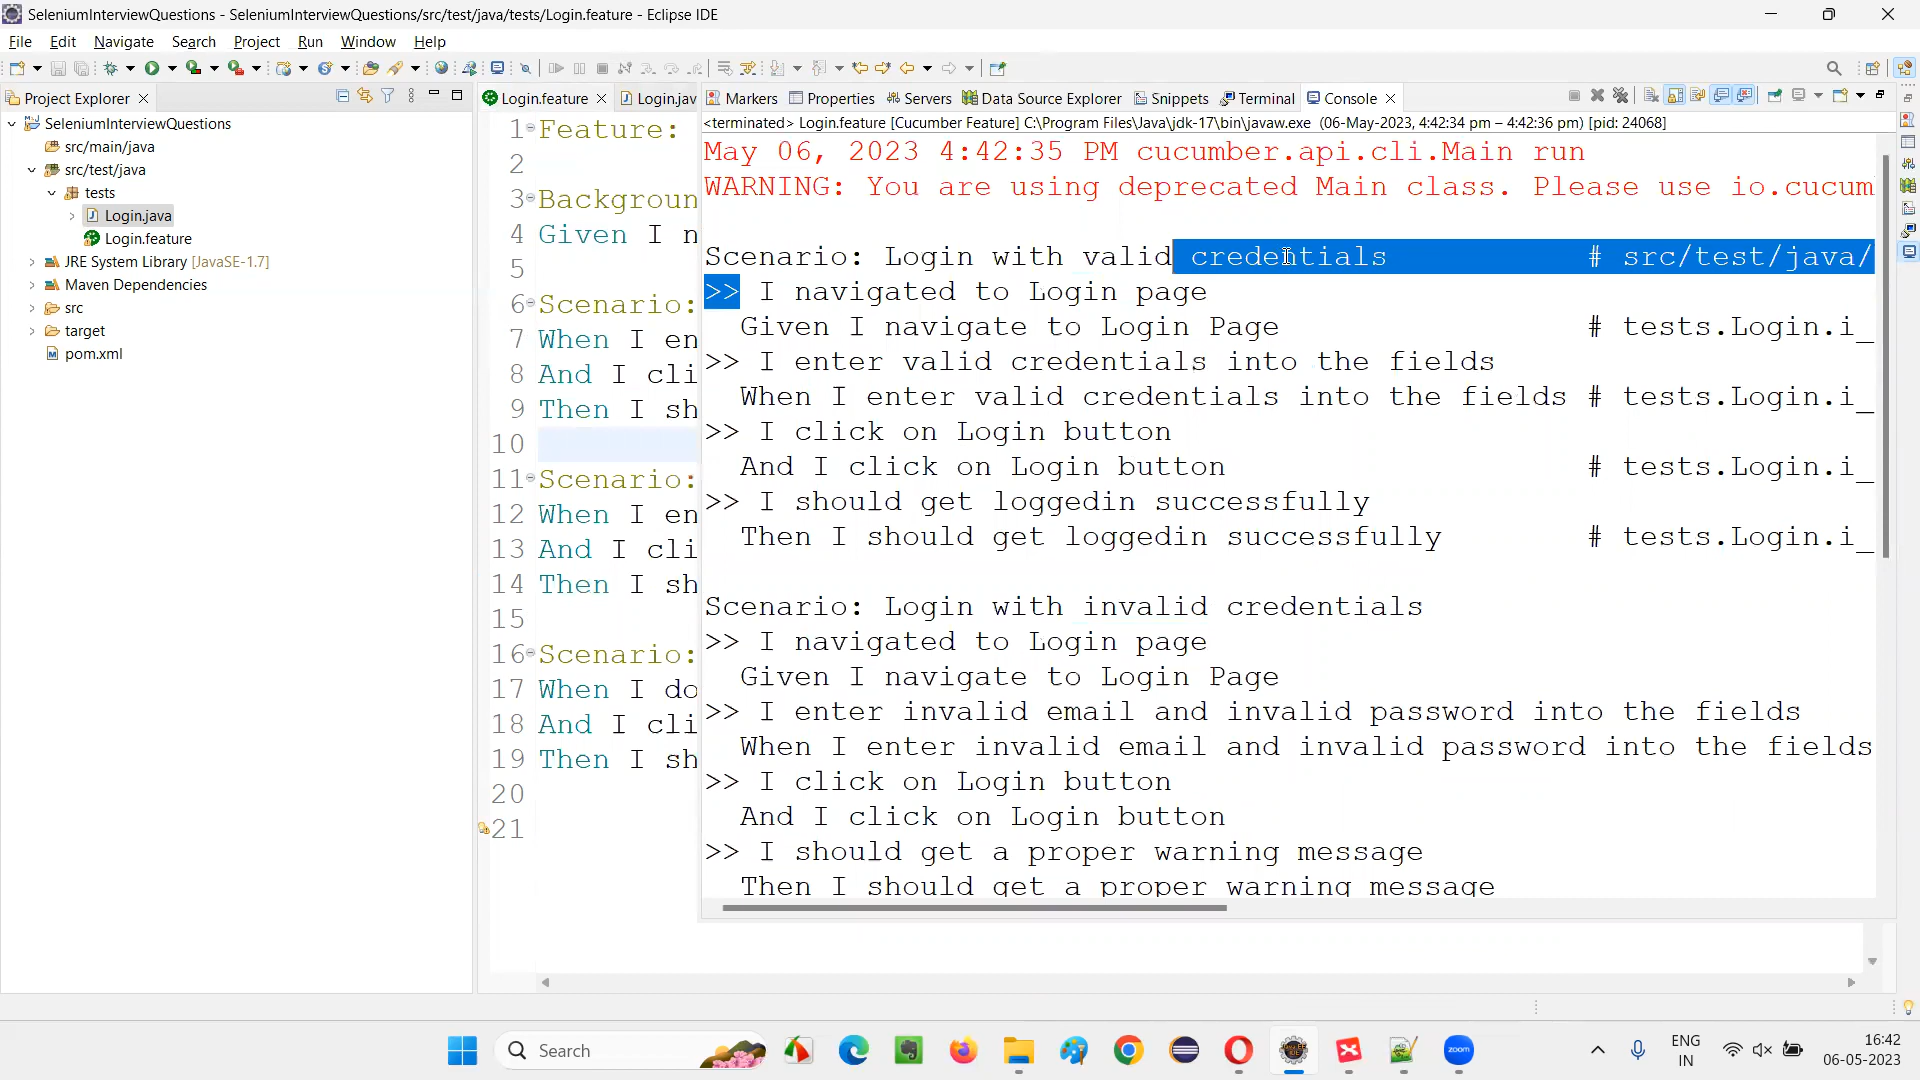 SeleniumInterviewQuestions - SeleniumInterviewQuestions/src/test/java/tests/Login.feature - Eclipse IDE
File Edit Navigate Search Project Run Window Help
Project Explorer
SeleniumInterviewQuestions
src/main/java
src/test/java
tests
Login.java
Login.feature
JRE System Library [JavaSE-1.7]
Maven Dependencies
src
target
pom.xml
Login.feature Login.jav
1 Feature:
2
3 Backgroun
4 Given I n
5
6 Scenario:
7 When I en
8 And I cli
9 Then I sh
10
11 Scenario:
12 When I en
13 And I cli
14 Then I sh
15
16 Scenario:
17 When I do
18 And I cli
19 Then I sh
20
21
Markers Properties Servers Data Source Explorer Snippets Terminal Console
<terminated> Login.feature [Cucumber Feature] C:\Program Files\Java\jdk-17\bin\javaw.exe (06-May-2023, 4:42:34 pm – 4:42:36 pm) [pid: 24068]
May 06, 2023 4:42:35 PM cucumber.api.cli.Main run
WARNING: You are using deprecated Main class. Please use io.cucum
Scenario: Login with valid credentials # src/test/java/
>> I navigated to Login page
Given I navigate to Login Page # tests.Login.i_
>> I enter valid credentials into the fields
When I enter valid credentials into the fields # tests.Login.i_
>> I click on Login button
And I click on Login button # tests.Login.i_
>> I should get loggedin successfully
Then I should get loggedin successfully # tests.Login.i_
Scenario: Login with invalid credentials
>> I navigated to Login page
Given I navigate to Login Page
>> I enter invalid email and invalid password into the fields
When I enter invalid email and invalid password into the fields
>> I click on Login button
And I click on Login button
>> I should get a proper warning message
Then I should get a proper warning message
Search
zoom
ENG
IN
16:42
06-05-2023